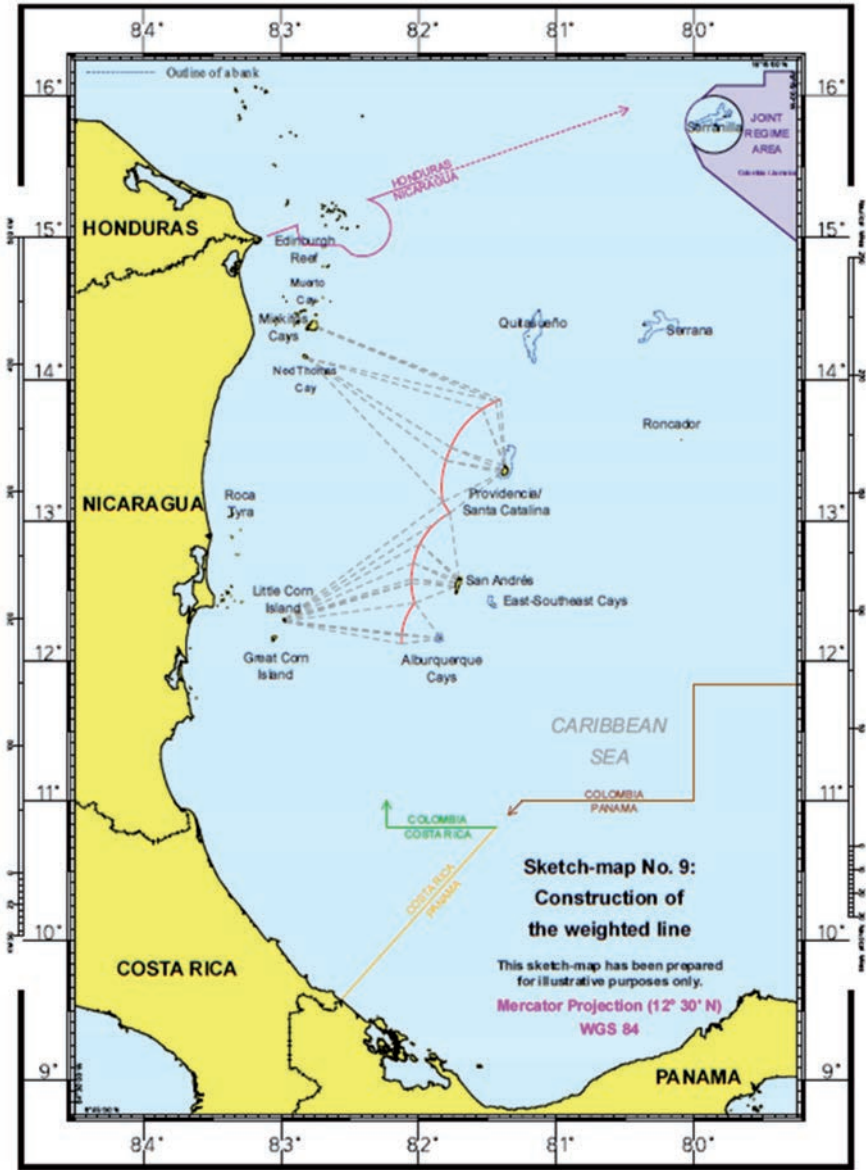 84° 83° 82° 81° 80°
16°
Outline of a bank
Serranilla
JOINT
REGIME
AREA
Colombia / Jamaica
HONDURAS
NICARAGUA
15°
HONDURAS
Edinburgh
Reef
Muerto
Cay
Miskitos
Cays
Quitasueño
Serrana
14°
Ned Thomas
Cay
Roncador
NICARAGUA
Roca
Tyra
Providencia/
Santa Catalina
13°
Little Corn
Island
San Andrés
East-Southeast Cays
12°
Great Corn
Island
Alburquerque
Cays
CARIBBEAN
SEA
11°
COLOMBIA
PANAMA
COLOMBIA
COSTA RICA
COSTA RICA
PANAMA
Sketch-map No. 9:
Construction of
the weighted line
10°
COSTA RICA
This sketch-map has been prepared
for illustrative purposes only.
Mercator Projection (12° 30' N)
WGS 84
9°
PANAMA
84° 83° 82° 81° 80°